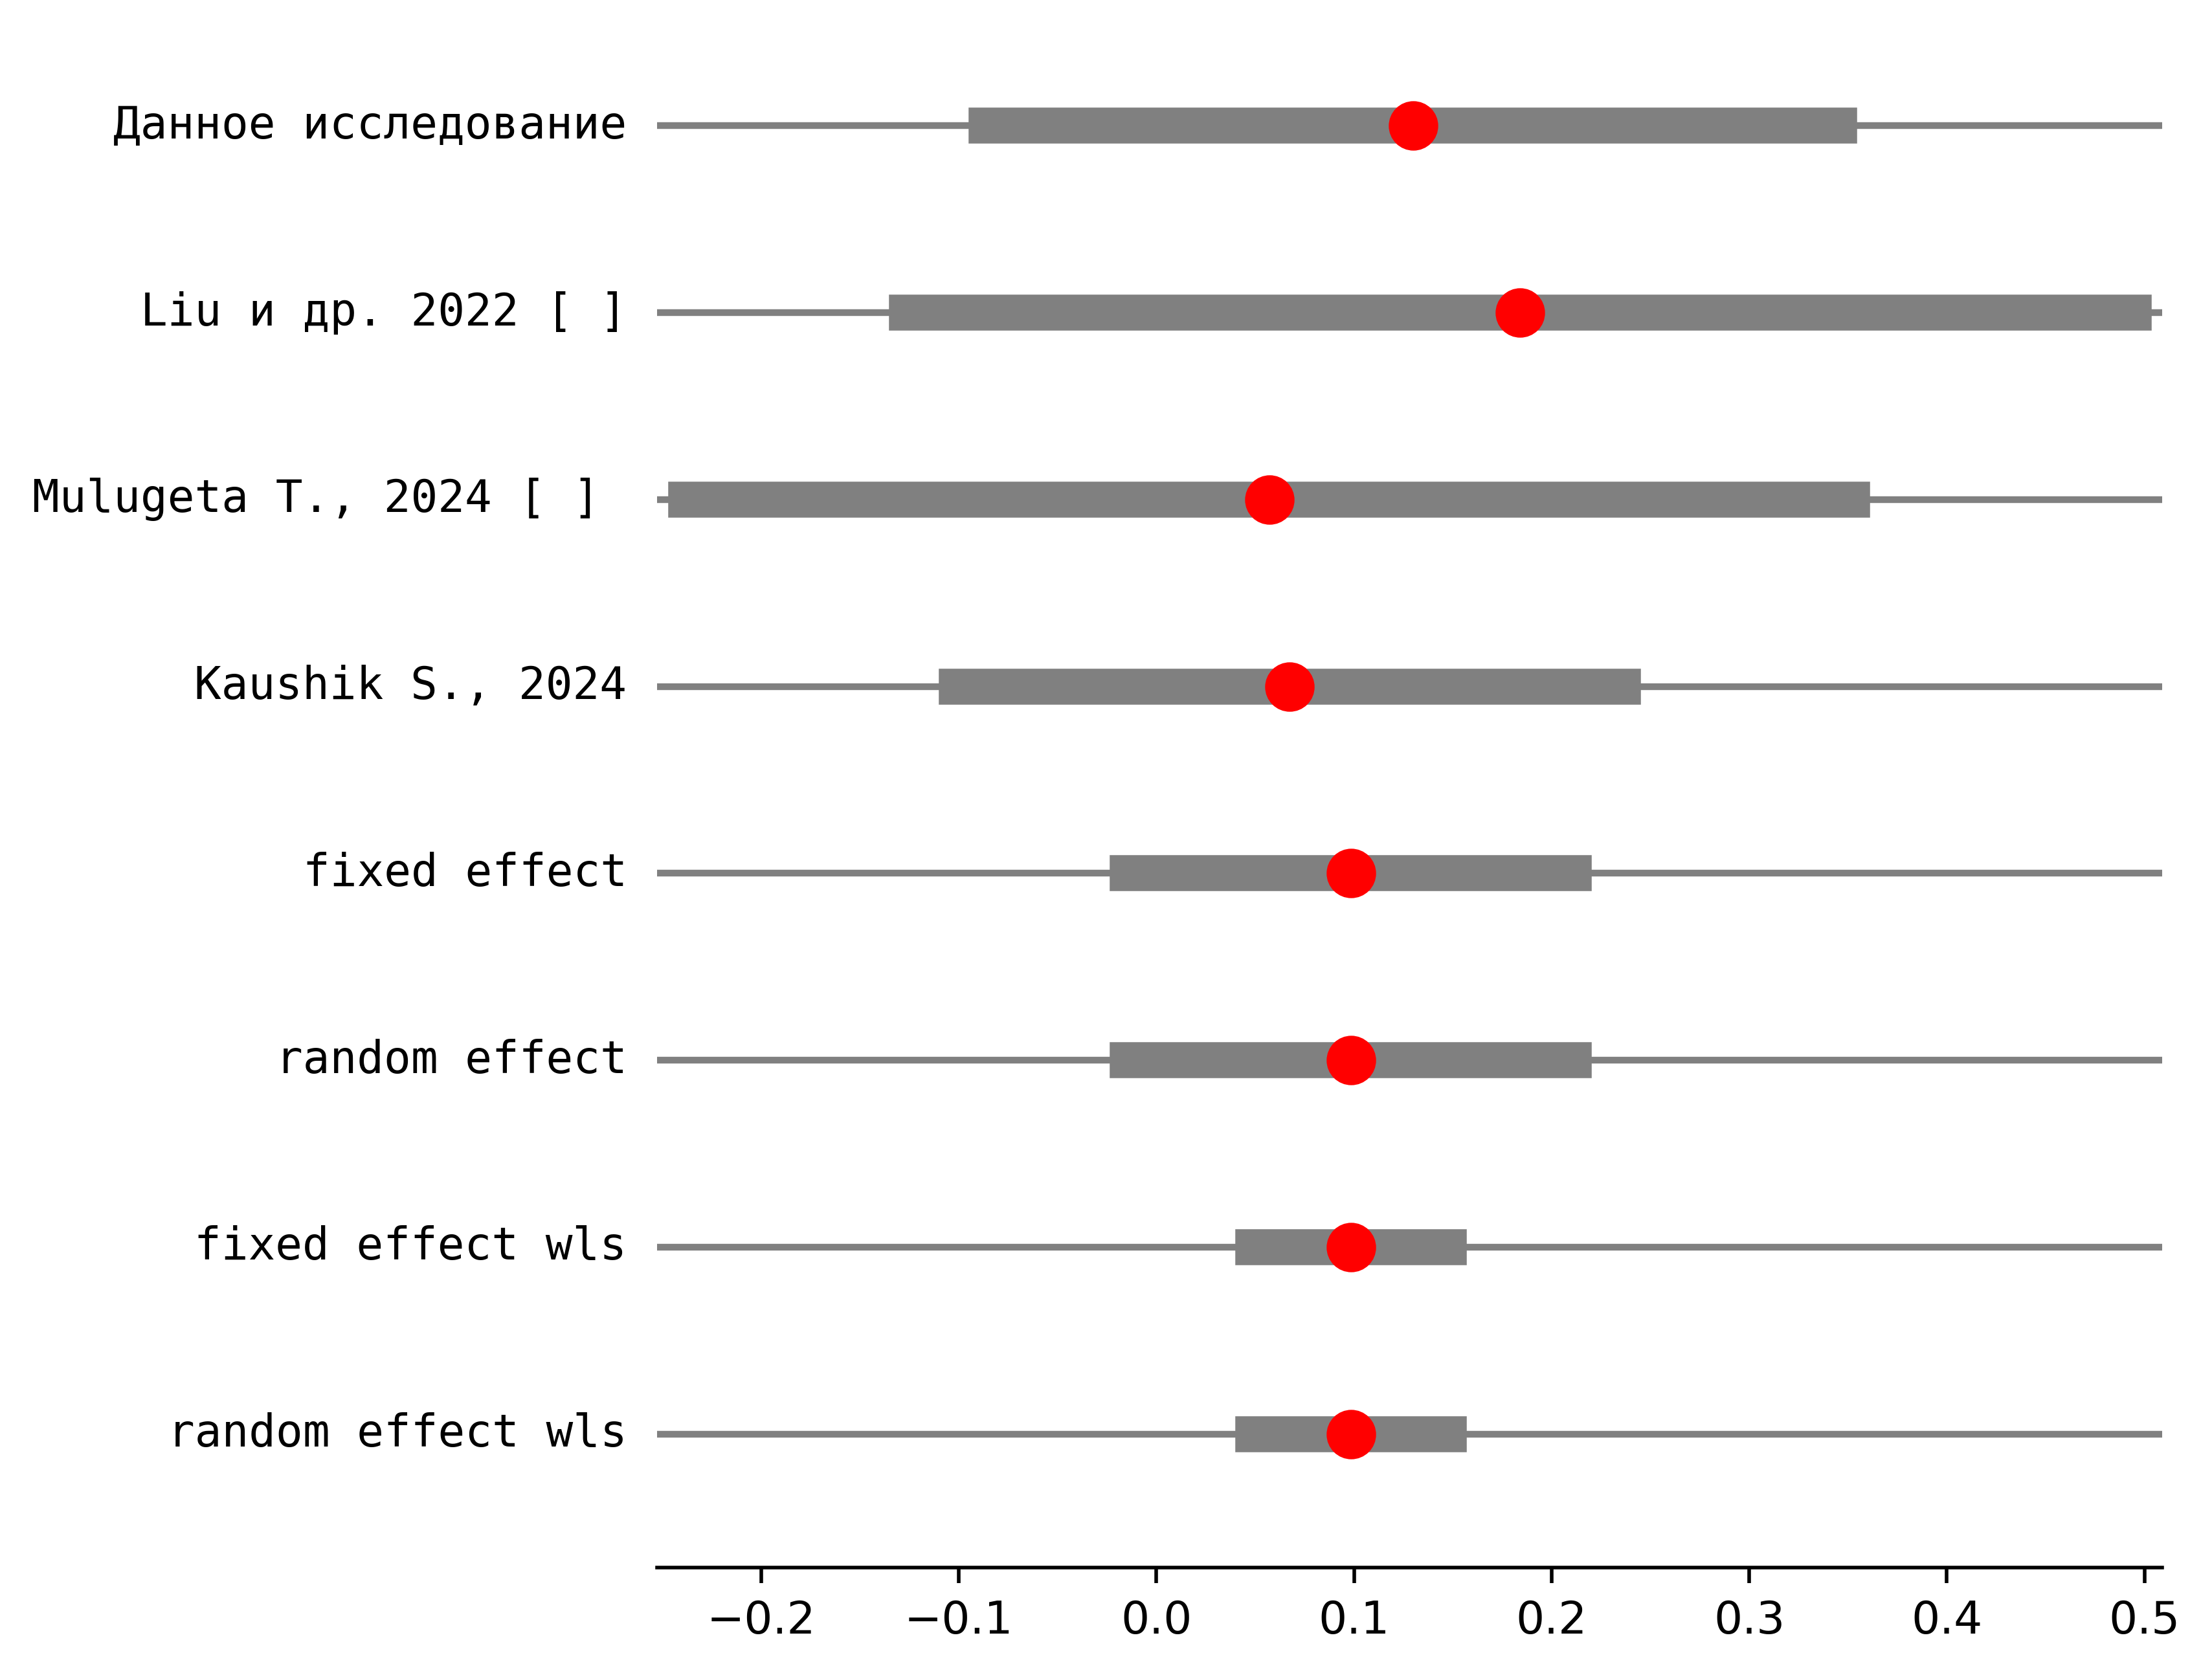 Данное исследование
Liu и др. 2022 [ ]
Mulugeta T., 2024 [ ]
Kaushik S., 2024
fixed effect
random effect
fixed effect wls
random effect wls
−0.2 −0.1 0.0 0.1 0.2 0.3 0.4 0.5